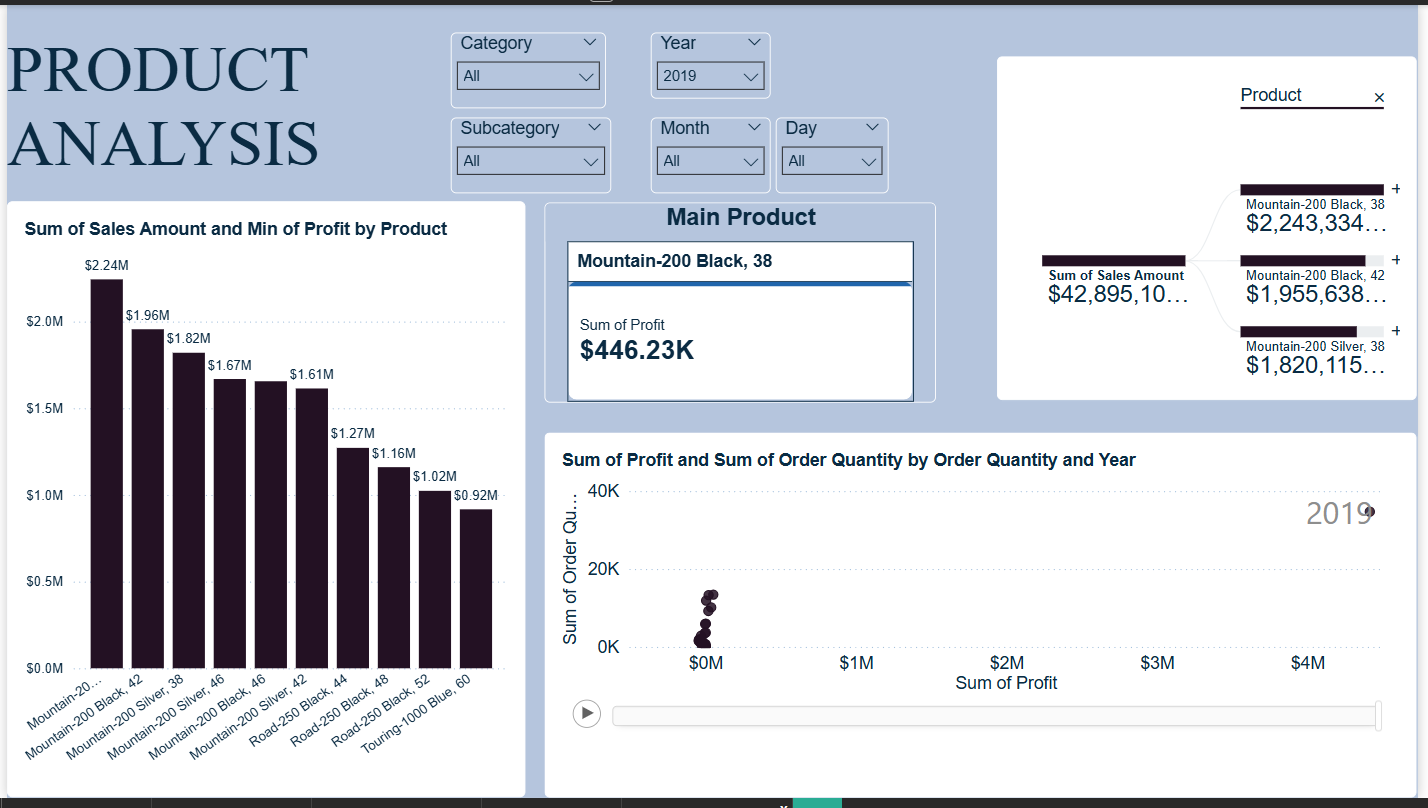 PRODUCT
ANALYSIS
Category
All
Year
2019
Subcategory
All
Month
All
Day
All
Product
Mountain-200 Black, 38
$2,243,334…
Sum of Sales Amount
$42,895,10…
Mountain-200 Black, 42
$1,955,638…
Mountain-200 Silver, 38
$1,820,115…
Sum of Sales Amount and Min of Profit by Product
$2.24M
$1.96M
$1.82M
$1.67M
$1.61M
$1.27M
$1.16M
$1.02M
$0.92M
$2.0M
$1.5M
$1.0M
$0.5M
$0.0M
Mountain-20…
Mountain-200 Black, 42
Mountain-200 Silver, 38
Mountain-200 Silver, 46
Mountain-200 Black, 46
Mountain-200 Silver, 42
Road-250 Black, 44
Road-250 Black, 48
Road-250 Black, 52
Touring-1000 Blue, 60
Main Product
Mountain-200 Black, 38
Sum of Profit
$446.23K
Sum of Profit and Sum of Order Quantity by Order Quantity and Year
Sum of Order Qu…
40K
20K
0K
2019
$0M
$1M
$2M
$3M
$4M
Sum of Profit